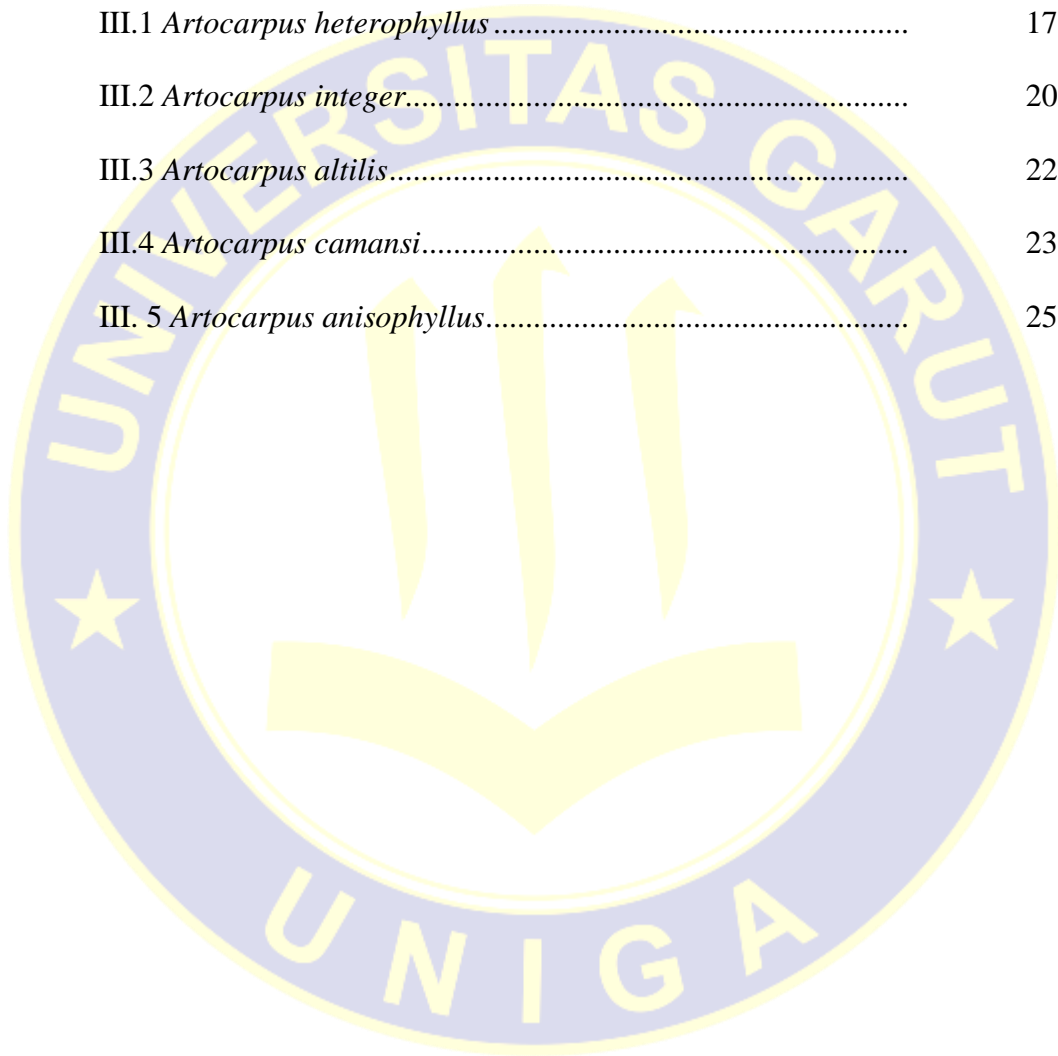 III.1 Artocarpus heterophyllus .................................................. 17
III.2 Artocarpus integer............................................................. 20
III.3 Artocarpus altilis............................................................... 22
III.4 Artocarpus camansi........................................................... 23
III. 5 Artocarpus anisophyllus................................................... 25
UNIVERSITAS GARUT
UNIGA